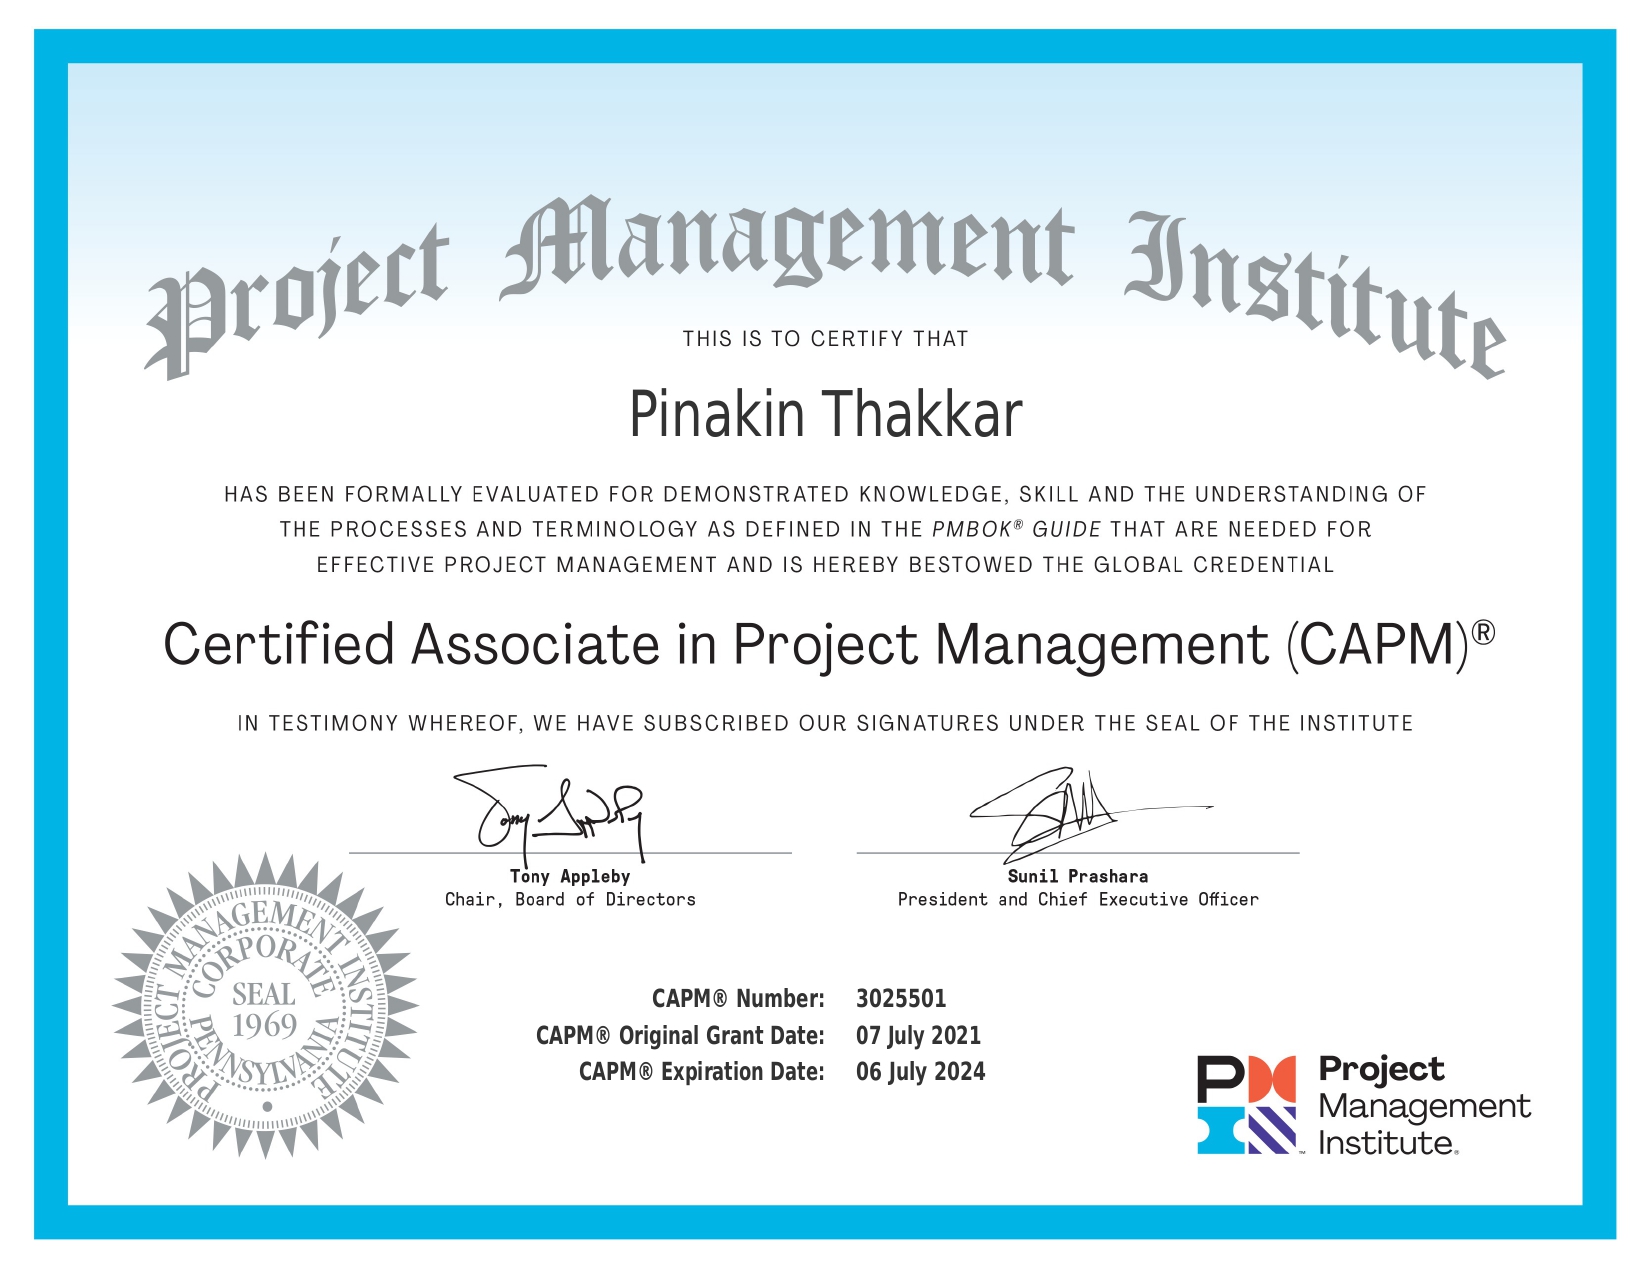 Project Management Institute
THIS IS TO CERTIFY THAT
Pinakin Thakkar
HAS BEEN FORMALLY EVALUATED FOR DEMONSTRATED KNOWLEDGE, SKILL AND THE UNDERSTANDING OF
THE PROCESSES AND TERMINOLOGY AS DEFINED IN THE PMBOK® GUIDE THAT ARE NEEDED FOR
EFFECTIVE PROJECT MANAGEMENT AND IS HEREBY BESTOWED THE GLOBAL CREDENTIAL
Certified Associate in Project Management (CAPM)®
IN TESTIMONY WHEREOF, WE HAVE SUBSCRIBED OUR SIGNATURES UNDER THE SEAL OF THE INSTITUTE
Tony Appleby
Tony Appleby
Chair, Board of Directors
Sunil Prashara
President and Chief Executive Officer
PROJECT MANAGEMENT INSTITUTE
CORPORATE
SEAL
1969
PENNSYLVANIA
CAPM® Number: 3025501
CAPM® Original Grant Date: 07 July 2021
CAPM® Expiration Date: 06 July 2024
PM
™
Project
Management
Institute®